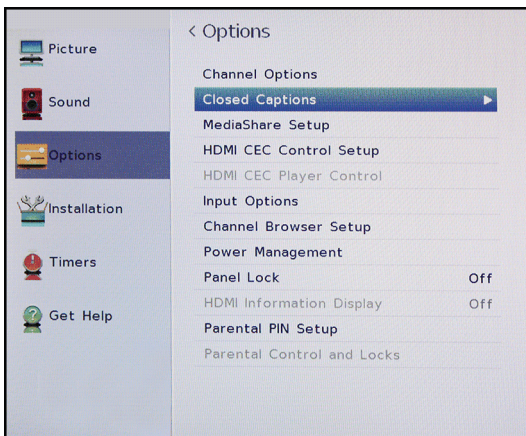 Picture
Sound
Options
Installation
Timers
Get Help
< Options
Channel Options
Closed Captions
MediaShare Setup
HDMI CEC Control Setup
HDMI CEC Player Control
Input Options
Channel Browser Setup
Power Management
Panel Lock Off
HDMI Information Display Off
Parental PIN Setup
Parental Control and Locks